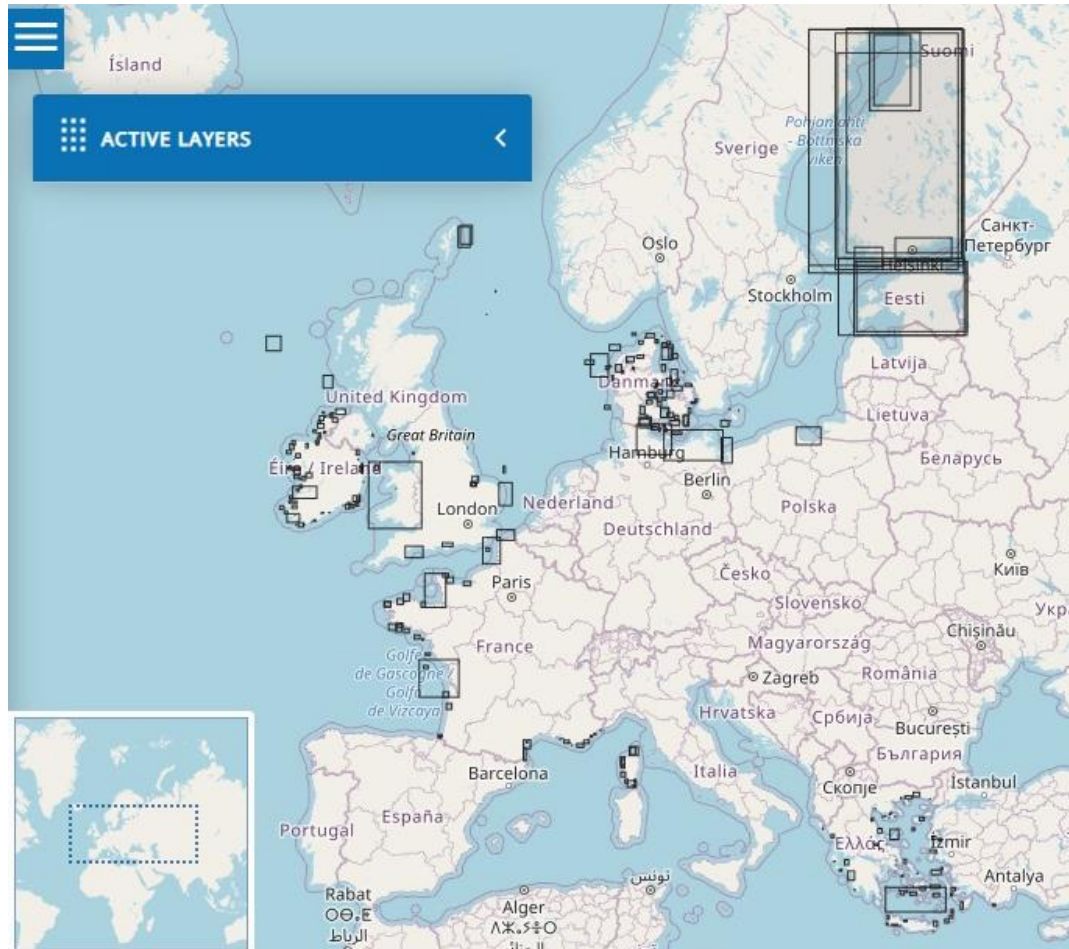 Ísland
ACTIVE LAYERS
Suomi
Pohjanlahti
- Bottniska
viken
Sverige
Санкт-
Петербург
Oslo
Helsinki
Stockholm
Eesti
Latvija
Danmark
United Kingdom
Lietuva
Great Britain
Hamburg
Беларусь
Éire / Ireland
Berlin
London
Nederland
Polska
Deutschland
Київ
Česko
Paris
Slovensko
Укра
Chișinău
France
Magyarország
Golfe
de Gascogne /
Golfo
de Vizcaya
Zagreb
România
Hrvatska
Србија
București
България
Barcelona
Italia
Скопје
İstanbul
España
Portugal
Ελλάς
İzmir
تونس
Antalya
Rabat
ⵔⴱⴰⵟ
الرباط
Alger